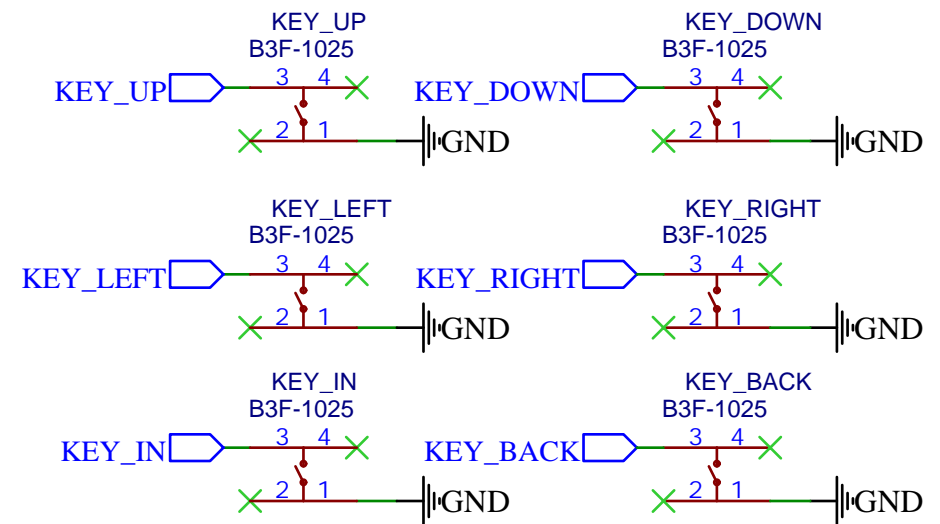 KEY_UP
B3F-1025
KEY_UP
3 4
2 1
GND
KEY_DOWN
B3F-1025
KEY_DOWN
3 4
2 1
GND
KEY_LEFT
B3F-1025
KEY_LEFT
3 4
2 1
GND
KEY_RIGHT
B3F-1025
KEY_RIGHT
3 4
2 1
GND
KEY_IN
B3F-1025
KEY_IN
3 4
2 1
GND
KEY_BACK
B3F-1025
KEY_BACK
3 4
2 1
GND